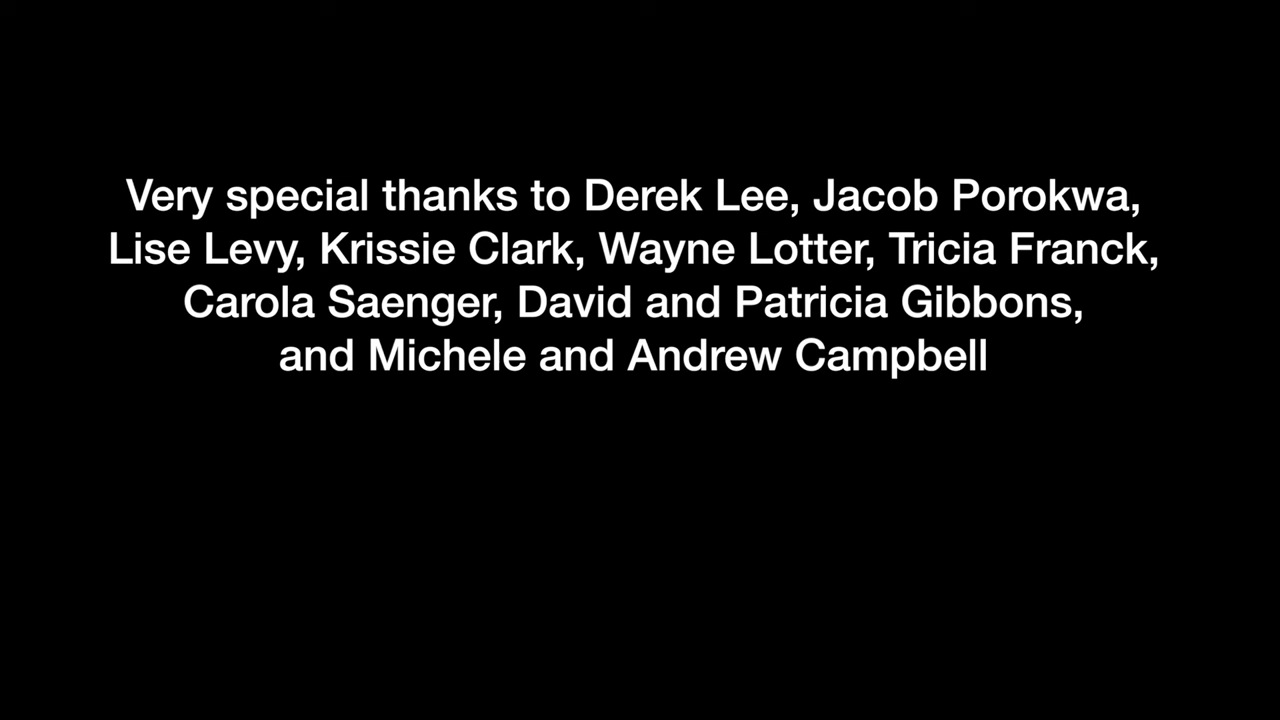 Very special thanks to Derek Lee, Jacob Porokwa,
Lise Levy, Krissie Clark, Wayne Lotter, Tricia Franck,
Carola Saenger, David and Patricia Gibbons,
and Michele and Andrew Campbell